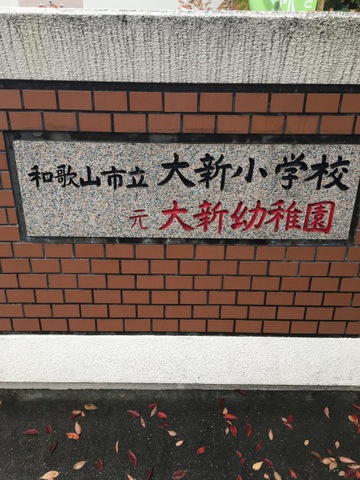 和歌山市立 大新小学校
元 大新幼稚園